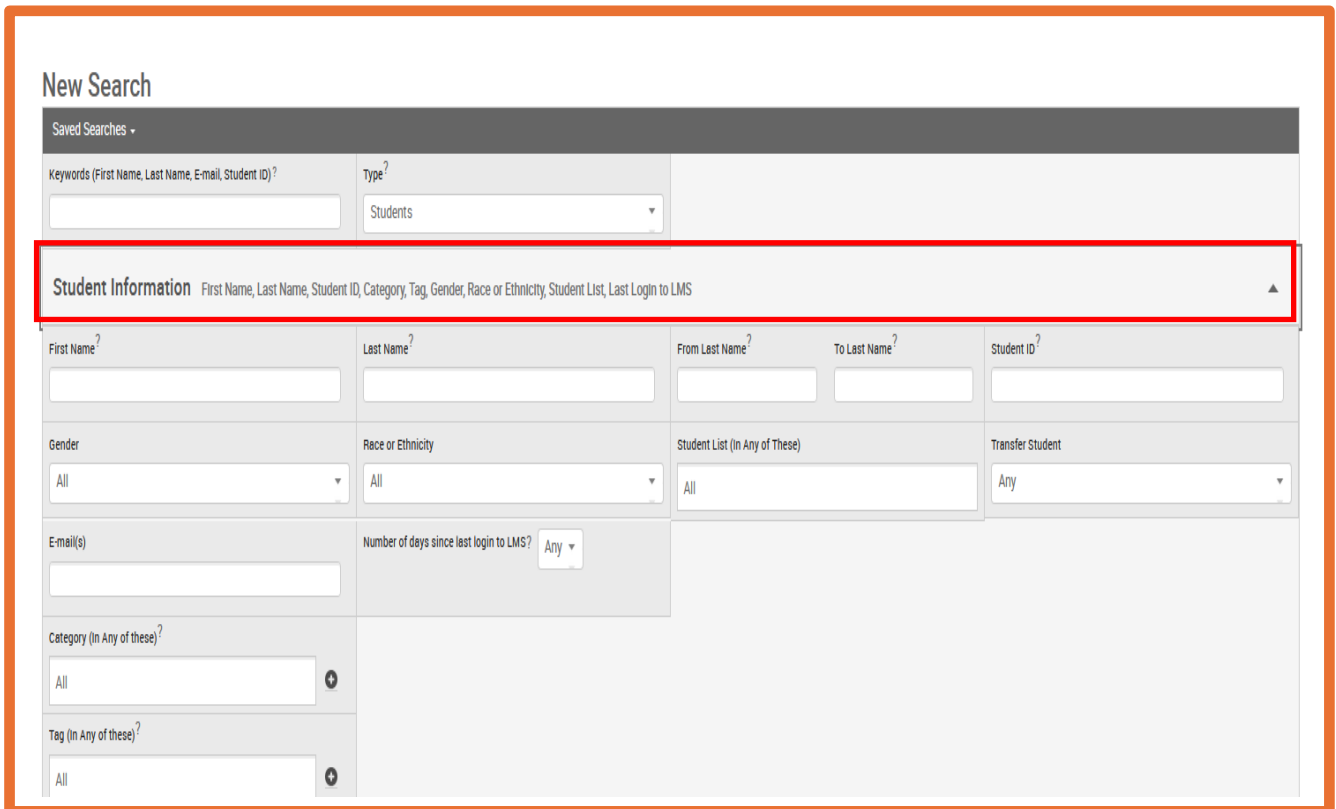 New Search
Saved Searches
Keywords (First Name, Last Name, E-mail, Student ID) ? Type ?
Students
Student Information First Name, Last Name, Student ID, Category, Tag, Gender, Race or Ethnicity, Student List, Last Login to LMS
First Name ? Last Name ? From Last Name ? To Last Name ? Student ID ?
Gender Race or Ethnicity Student List (In Any of These) Transfer Student
All All All Any
E-mail(s) Number of days since last login to LMS? Any
Category (In Any of these) ?
All
Tag (In Any of these) ?
All